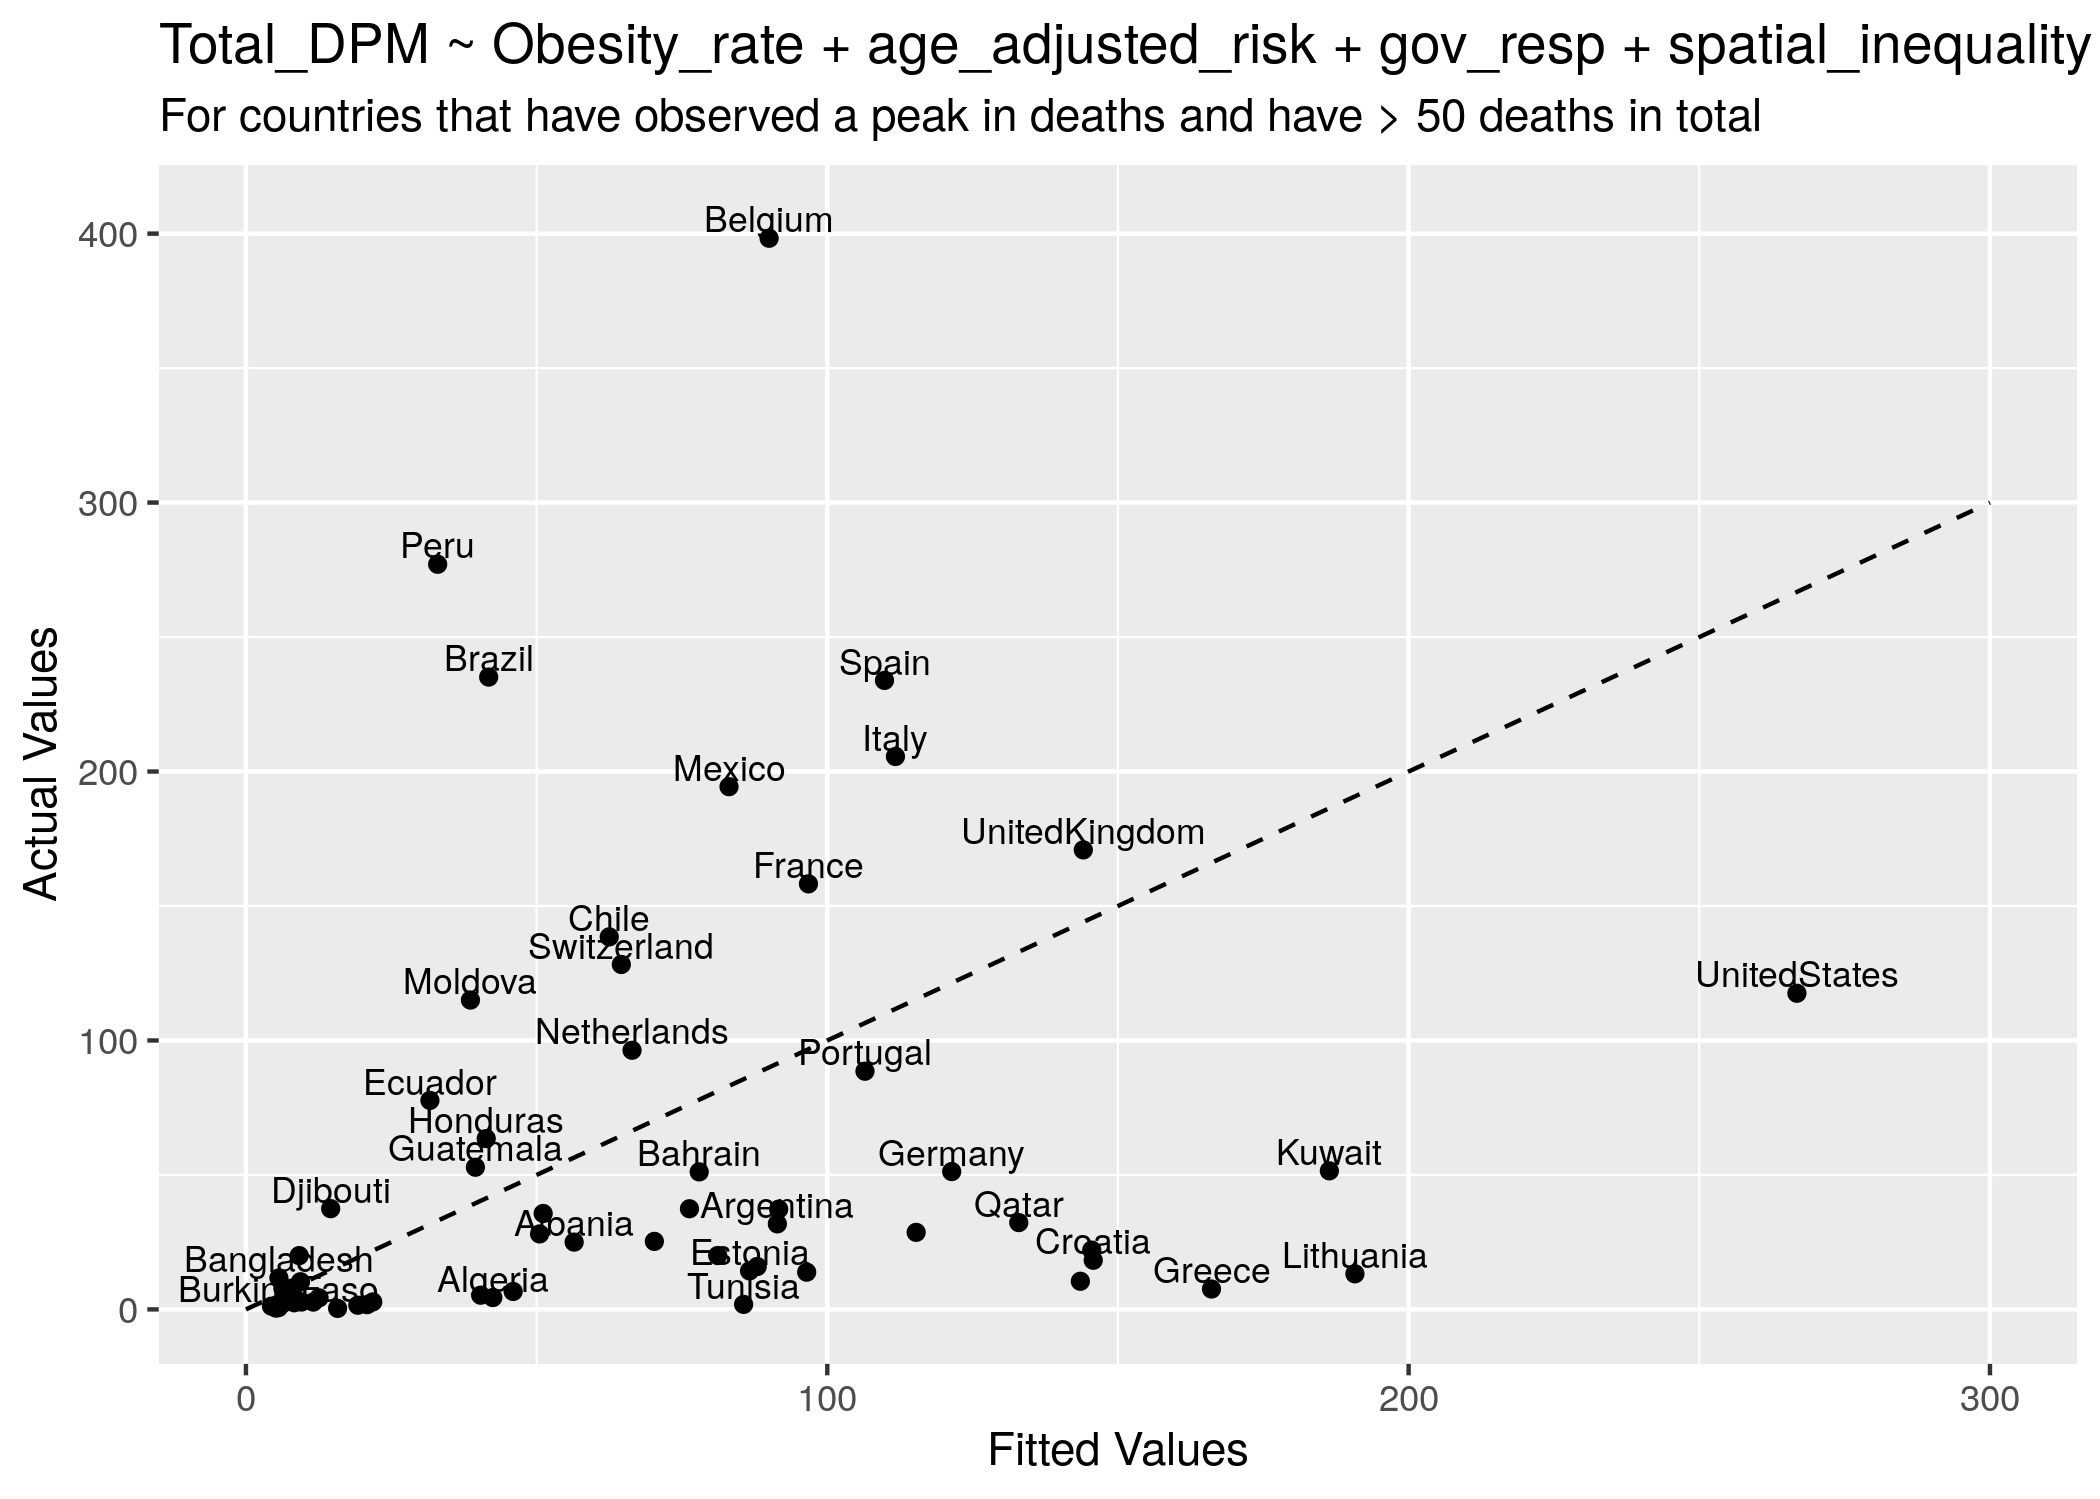 Total_DPM ~ Obesity_rate + age_adjusted_risk + gov_resp + spatial_inequality
For countries that have observed a peak in deaths and have > 50 deaths in total
Actual Values
400
300
200
100
0
Belgium
Peru
Brazil
Spain
Italy
Mexico
UnitedKingdom
France
Chile
Switzerland
Moldova
UnitedStates
Netherlands
Portugal
Ecuador
Honduras
Guatemala
Bahrain
Germany
Kuwait
Djibouti
Argentina
Qatar
Albania
Croatia
Bangladesh
Estonia
Lithuania
Greece
Algeria
Tunisia
BurkinaFaso
0
100
200
300
Fitted Values